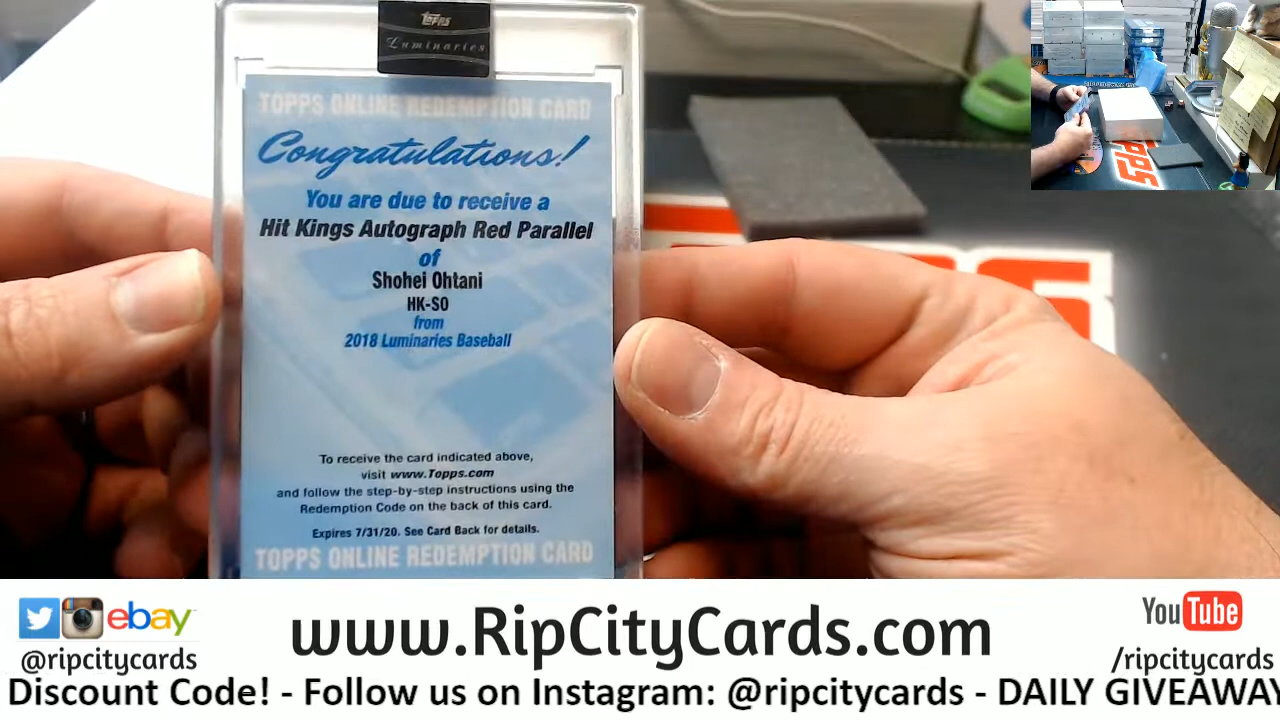 Topps
Luminaries
TOPPS ONLINE REDEMPTION CARD
Congratulations!
You are due to receive a
Hit Kings Autograph Red Parallel
of
Shohei Ohtani
HK-SO
from
2018 Luminaries Baseball
To receive the card indicated above,
visit www.Topps.com
and follow the step-by-step instructions using the
Redemption Code on the back of this card.
Expires 7/31/20. See Card Back for details.
TOPPS ONLINE REDEMPTION CARD
ebay
@ripcitycards
www.RipCityCards.com
YouTube
/ripcitycards
Discount Code! - Follow us on Instagram: @ripcitycards - DAILY GIVEAWAY